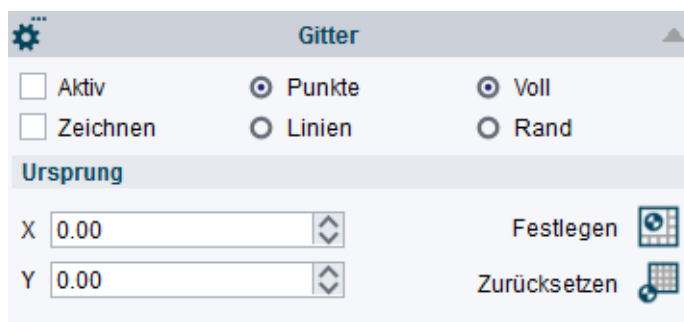 Gitter
Aktiv Punkte Voll
Zeichnen Linien Rand
Ursprung
X 0.00 Festlegen
Y 0.00 Zurücksetzen